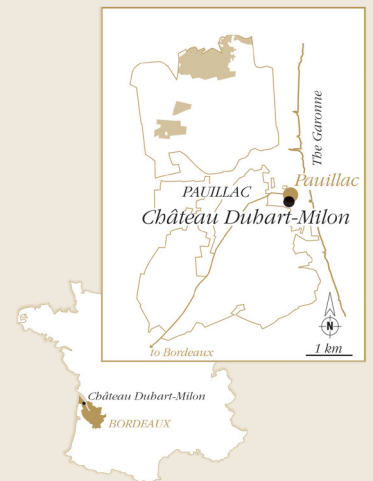 The Garonne
Pauillac
PAUILLAC
Château Duhart-Milon
N
to Bordeaux
1 km
Château Duhart-Milon
BORDEAUX